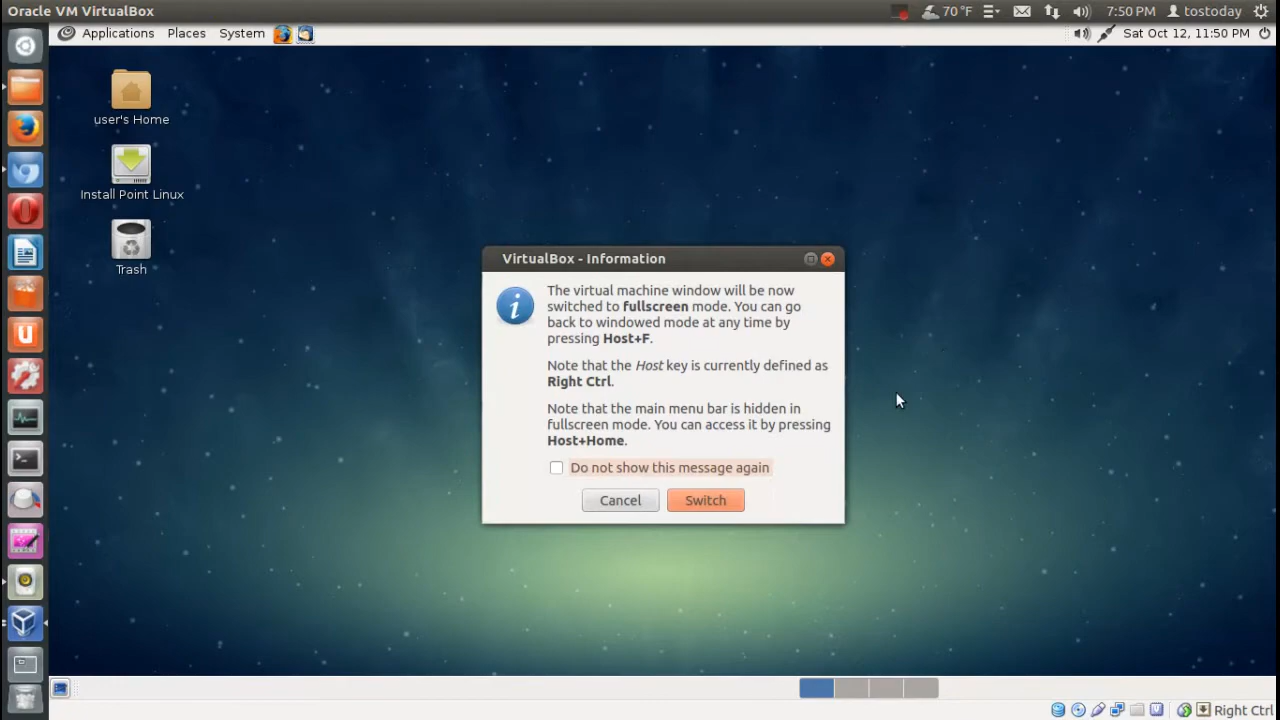 Oracle VM VirtualBox
70 °F
7:50 PM
tostoday
Applications
Places
System
Sat Oct 12, 11:50 PM
user's Home
Install Point Linux
Trash
VirtualBox - Information
The virtual machine window will be now
switched to fullscreen mode. You can go
back to windowed mode at any time by
pressing Host+F.
Note that the Host key is currently defined as
Right Ctrl.
Note that the main menu bar is hidden in
fullscreen mode. You can access it by pressing
Host+Home.
Do not show this message again
Cancel
Switch
Right Ctrl